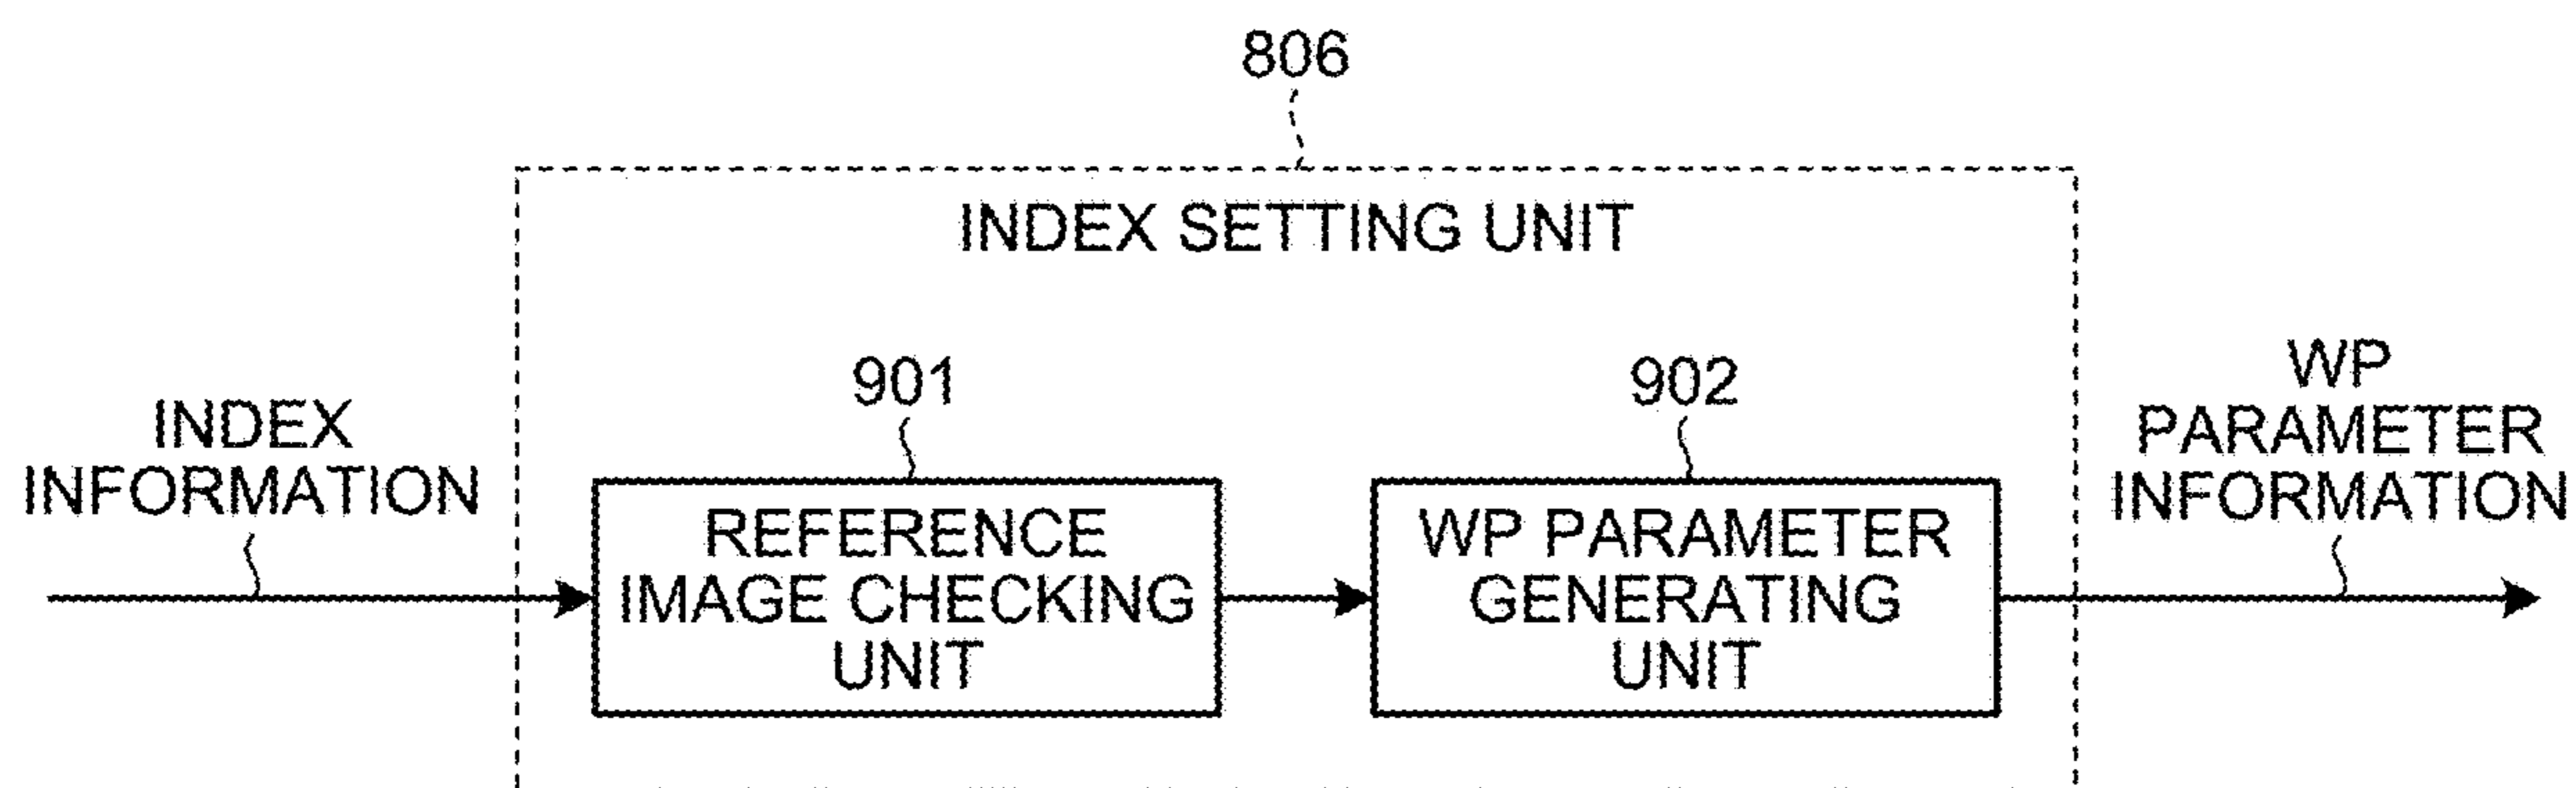 806
INDEX SETTING UNIT
901
902
INDEX
INFORMATION
WP
PARAMETER
INFORMATION
REFERENCE
IMAGE CHECKING
UNIT
WP PARAMETER
GENERATING
UNIT